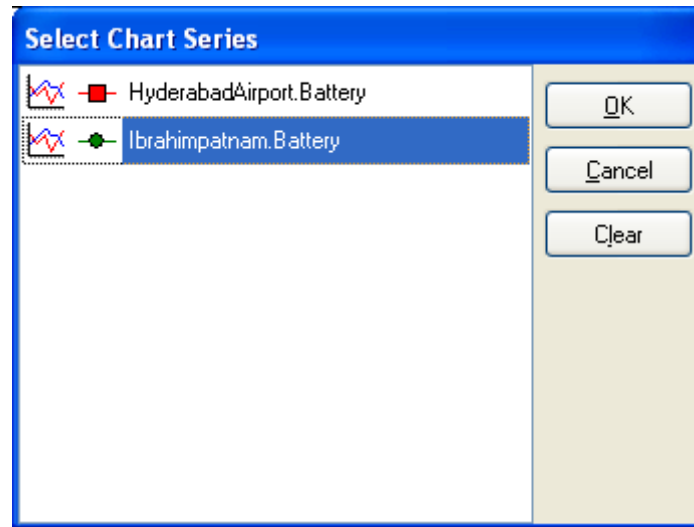 Select Chart Series
HyderabadAirport.Battery
Ibrahimpatnam.Battery
OK
Cancel
Clear